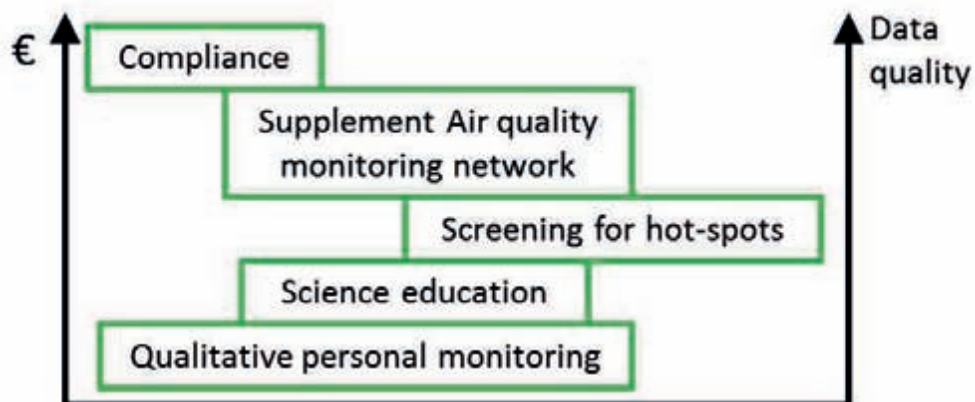 €
Data
quality
Compliance
Supplement Air quality
monitoring network
Screening for hot-spots
Science education
Qualitative personal monitoring